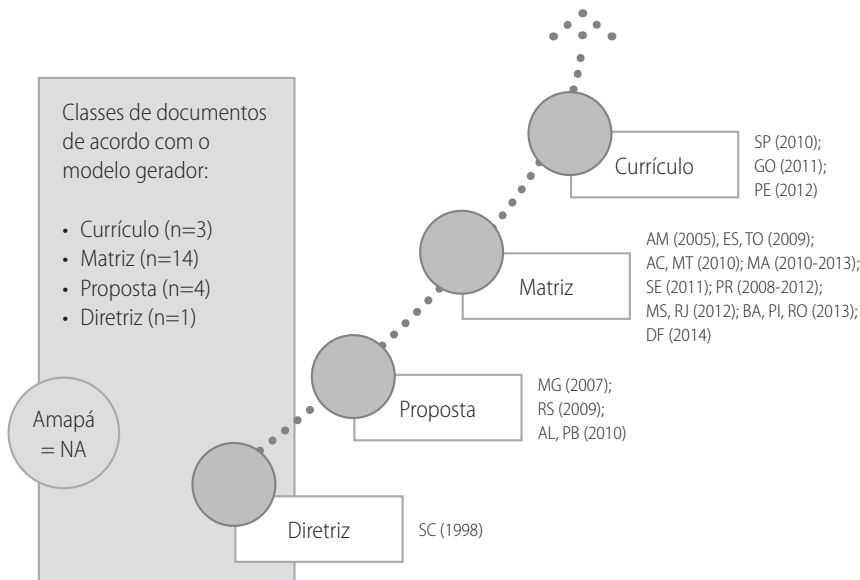 Classes de documentos
de acordo com o
modelo gerador:
• Currículo (n=3)
• Matriz (n=14)
• Proposta (n=4)
• Diretriz (n=1)
Amapá
= NA
Currículo
SP (2010);
GO (2011);
PE (2012)
Matriz
AM (2005), ES, TO (2009);
AC, MT (2010); MA (2010-2013);
SE (2011); PR (2008-2012);
MS, RJ (2012); BA, PI, RO (2013);
DF (2014)
Proposta
MG (2007);
RS (2009);
AL, PB (2010)
Diretriz
SC (1998)